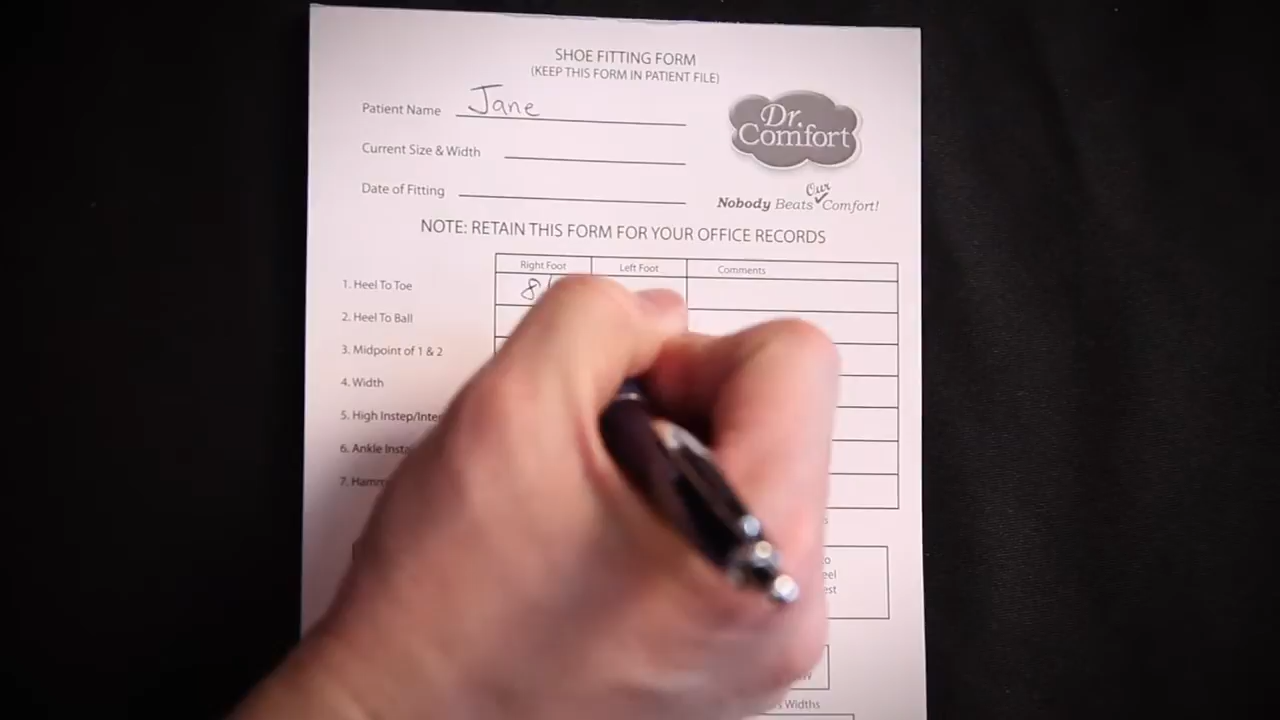 SHOE FITTING FORM
(KEEP THIS FORM IN PATIENT FILE)
Patient Name Jane
Dr. Comfort
Current Size & Width
Date of Fitting
Nobody Beats Our Comfort!
NOTE: RETAIN THIS FORM FOR YOUR OFFICE RECORDS
Right Foot Left Foot Comments
1. Heel To Toe 8
2. Heel To Ball
3. Midpoint of 1 & 2
4. Width
5. High Instep/
6. Ankle
7.
Widths